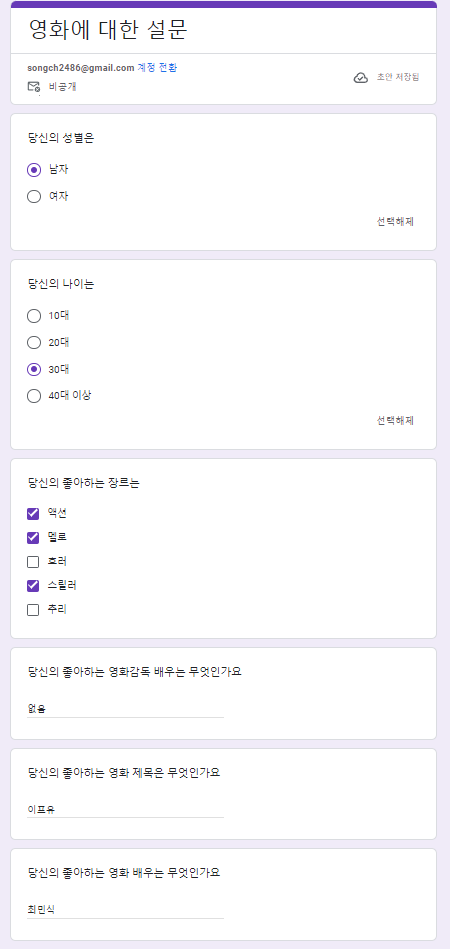 영화에 대한 설문
songch2486@gmail.com 계정 전환
비공개
초안 저장됨
당신의 성별은
남자
여자
선택해제
당신의 나이는
10대
20대
30대
40대 이상
선택해제
당신의 좋아하는 장르는
액션
멜로
호러
스릴러
추리
당신의 좋아하는 영화감독 배우는 무엇인가요
없음
당신의 좋아하는 영화 제목은 무엇인가요
이프유
당신의 좋아하는 영화 배우는 무엇인가요
최민식